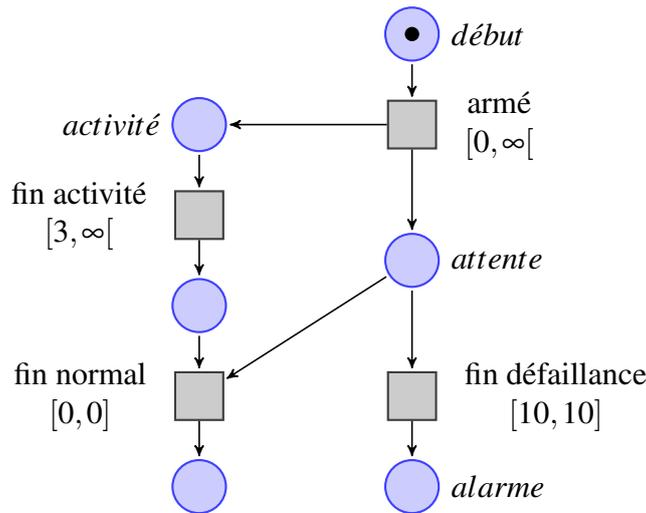 début
armé
[0,∞[
activité
fin activité
[3,∞[
attente
fin normal
[0,0]
fin défaillance
[10,10]
alarme